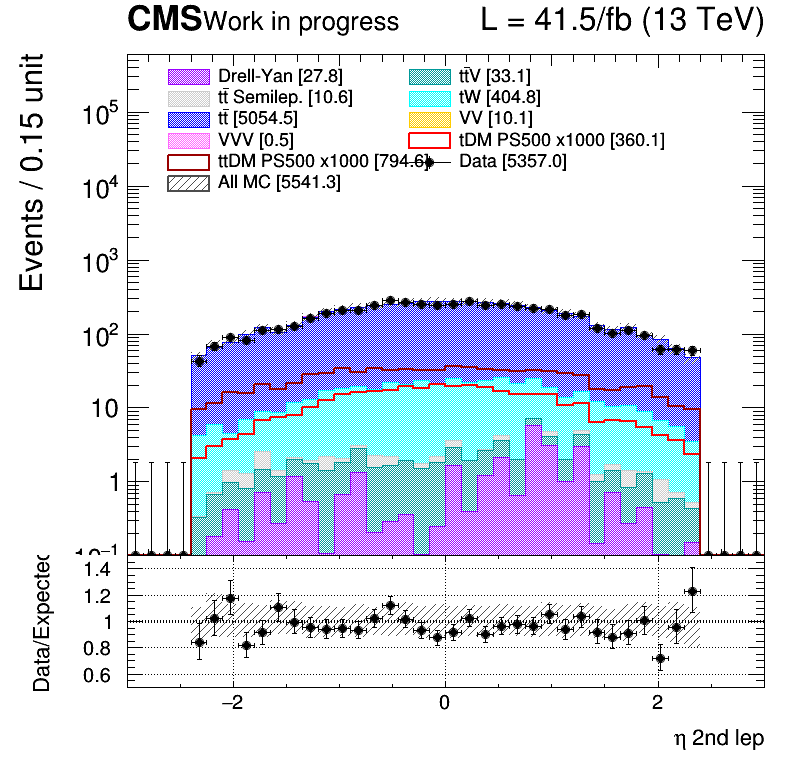 CMS Work in progress L = 41.5/fb (13 TeV)
Events / 0.15 unit
Drell-Yan [27.8] tt̄V [33.1]
tt̄ Semilep. [10.6] tW [404.8]
tt̄ [5054.5] VV [10.1]
VVV [0.5] tDM PS500 x1000 [360.1]
ttDM PS500 x1000 [794.6] Data [5357.0]
All MC [5541.3]
10⁵
10⁴
10³
10²
10
1
10⁻¹
Data/Expected
1.4
1.2
1
0.8
0.6
−2 0 2
η 2nd lep